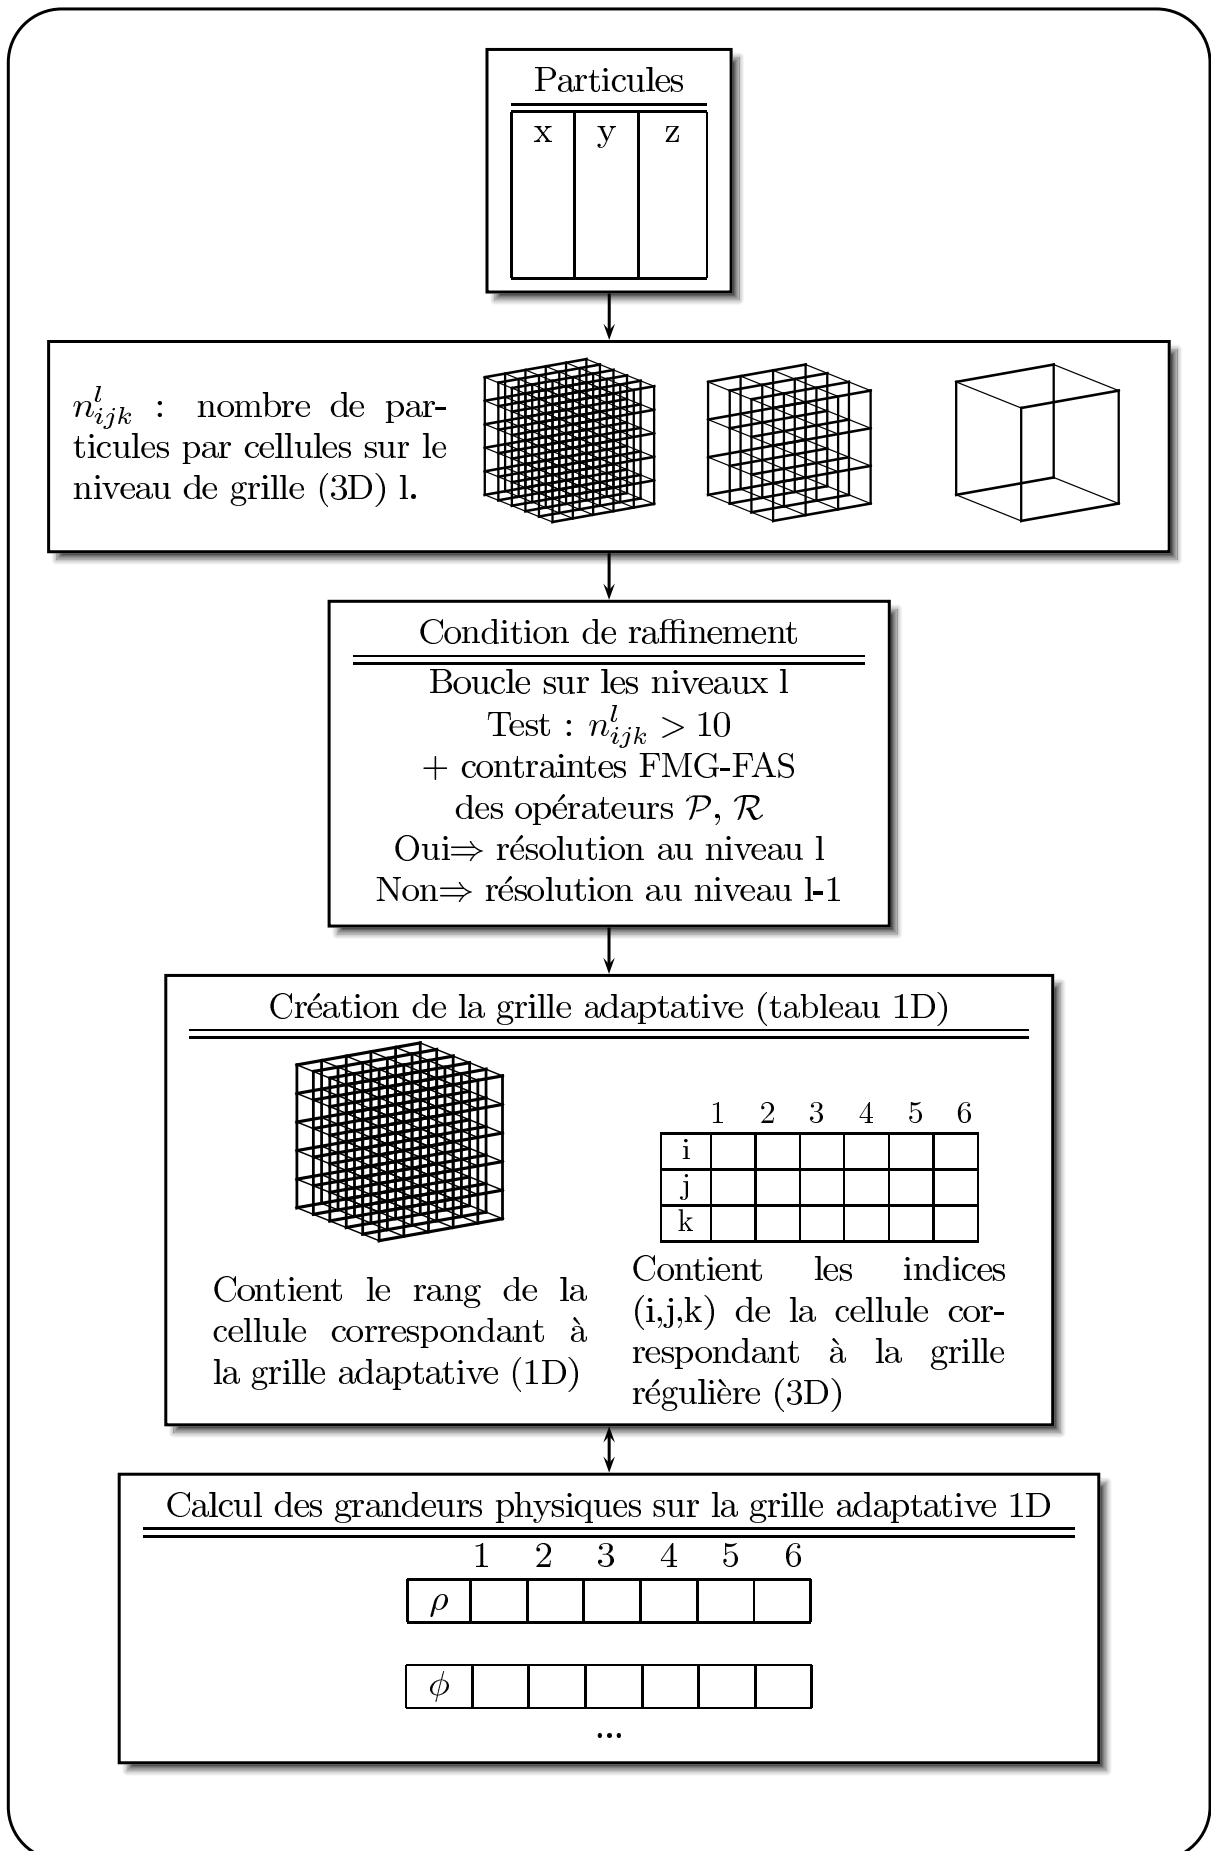 Particules
x y z
n^l_{ijk} : nombre de par-
ticules par cellules sur le
niveau de grille (3D) l.
Condition de raffinement
Boucle sur les niveaux l
Test : n^l_{ijk} > 10
+ contraintes FMG-FAS
des opérateurs 𝒫, ℛ
Oui⇒ résolution au niveau l
Non⇒ résolution au niveau l-1
Création de la grille adaptative (tableau 1D)
1 2 3 4 5 6
i
j
k
Contient le rang de la
cellule correspondant à
la grille adaptative (1D)
Contient les indices
(i,j,k) de la cellule cor-
respondant à la grille
régulière (3D)
Calcul des grandeurs physiques sur la grille adaptative 1D
1 2 3 4 5 6
ρ
ϕ
...